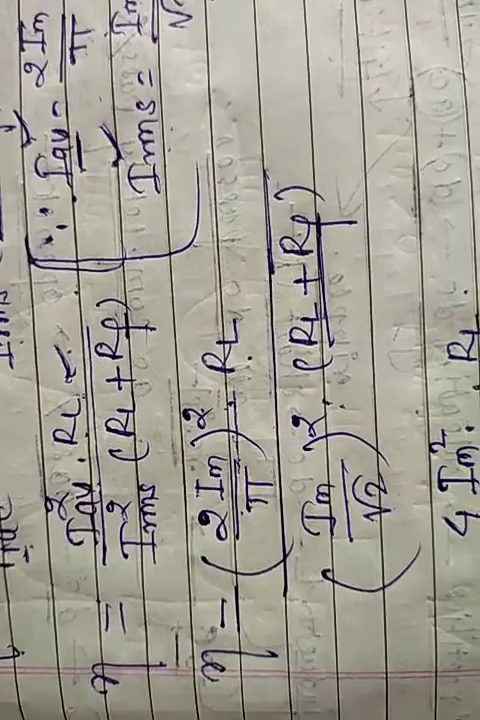 η = I²av · RL / I²rms (RL + Rf) [∵ Iav = 2Im / π
Irms = Im / √2
η = (2Im / π)² · RL / (Im / √2)² · (RL + Rf)
4 Im² · RL